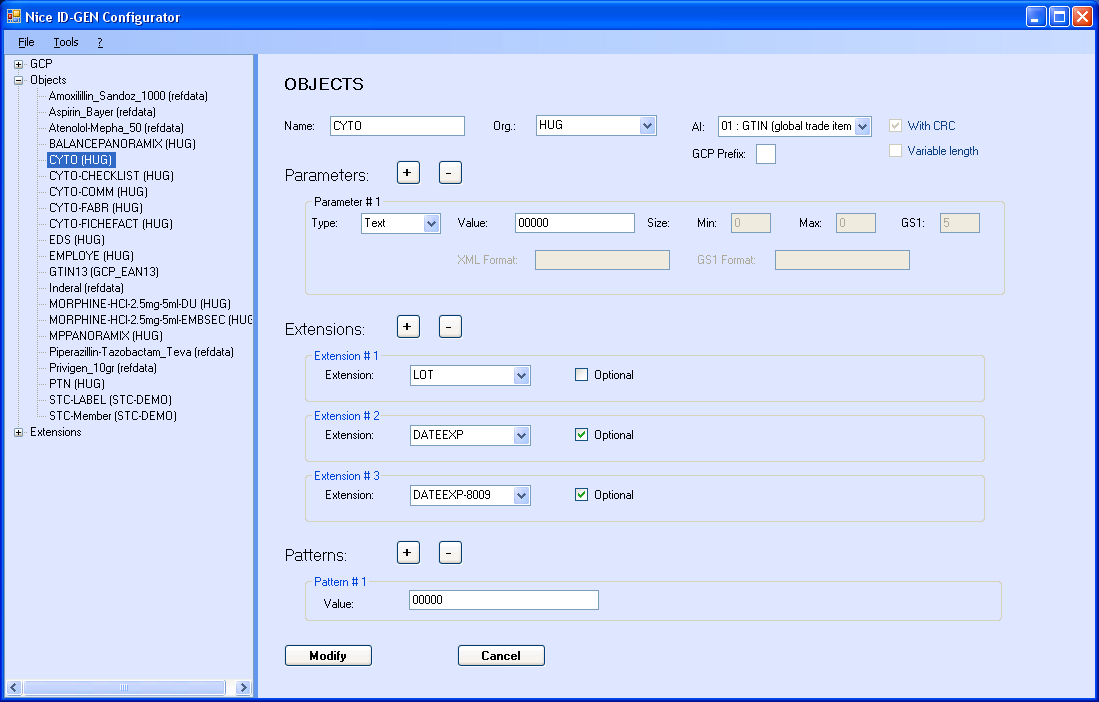 Nice ID-GEN Configurator
File Tools ?
GCP
Objects
Amoxilillin_Sandoz_1000 (refdata)
Aspirin_Bayer (refdata)
Atenolol-Mepha_50 (refdata)
BALANCEPANORAMIX (HUG)
CYTO (HUG)
CYTO-CHECKLIST (HUG)
CYTO-COMM (HUG)
CYTO-FABR (HUG)
CYTO-FICHEFACT (HUG)
EDS (HUG)
EMPLOYE (HUG)
GTIN13 (GCP_EAN13)
Inderal (refdata)
MORPHINE-HCl-2.5mg-5ml-DU (HUG)
MORPHINE-HCl-2.5mg-5ml-EMBSEC (HUG
MPPANORAMIX (HUG)
Piperazillin-Tazobactam_Teva (refdata)
Privigen_10gr (refdata)
PTN (HUG)
STC-LABEL (STC-DEMO)
STC-Member (STC-DEMO)
Extensions
OBJECTS
Name: CYTO Org.: HUG AI: 01 : GTIN (global trade item With CRC
GCP Prefix: Variable length
Parameters: + -
Parameter # 1
Type: Text Value: 00000 Size: Min: 0 Max: 0 GS1: 5
XML Format: GS1 Format:
Extensions: + -
Extension # 1
Extension: LOT Optional
Extension # 2
Extension: DATEEXP Optional
Extension # 3
Extension: DATEEXP-8009 Optional
Patterns: + -
Pattern # 1
Value: 00000
Modify Cancel